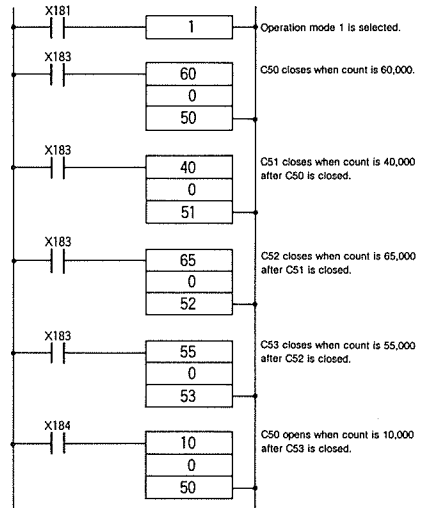 X181
1
Operation mode 1 is selected.
X183
60
0
50
C50 closes when count is 60,000.
X183
40
0
51
C51 closes when count is 40,000
after C50 is closed.
X183
65
0
52
C52 closes when count is 65,000
after C51 is closed.
X183
55
0
53
C53 closes when count is 55,000
after C52 is closed.
X184
10
0
50
C50 opens when count is 10,000
after C53 is closed.